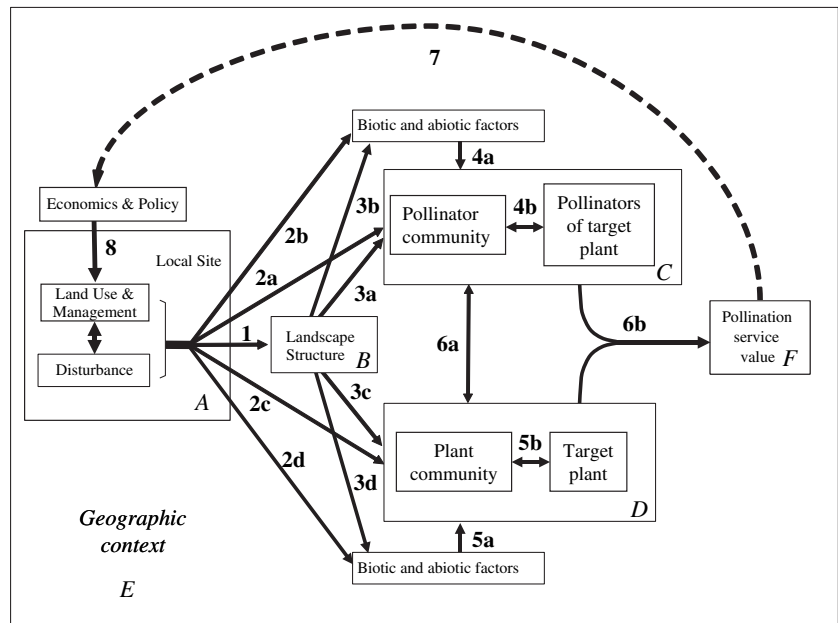 7
Biotic and abiotic factors
4a
Economics & Policy
3b
Pollinator
community
4b
Pollinators
of target
plant
2b
8
Local Site
2a
C
Land Use &
Management
3a
Pollination
service
value
F
1
Landscape
Structure
B
6a
6b
Disturbance
3c
A
2c
5b
Plant
community
Target
plant
2d
3d
D
Geographic
context
5a
Biotic and abiotic factors
E